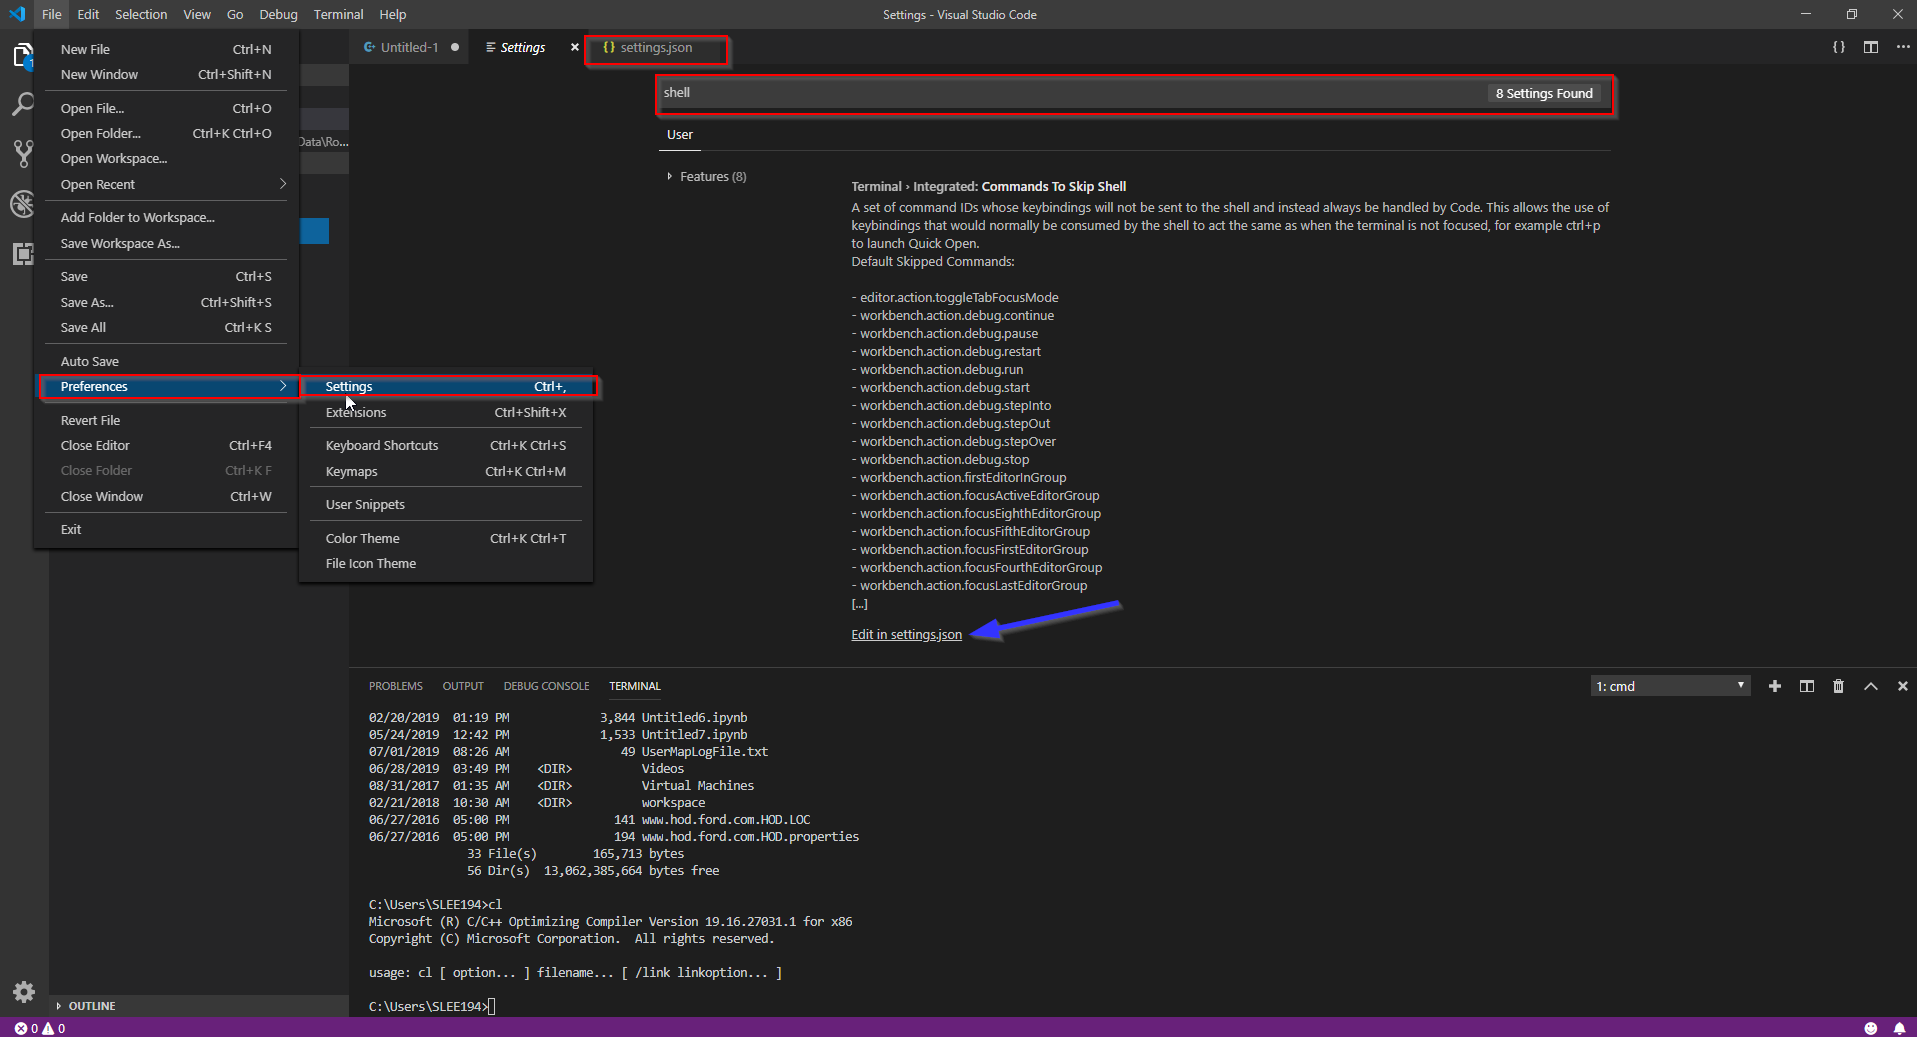 File Edit Selection View Go Debug Terminal Help
Settings - Visual Studio Code
New File Ctrl+N
New Window Ctrl+Shift+N
Open File... Ctrl+O
Open Folder... Ctrl+K Ctrl+O
Open Workspace...
Open Recent
Add Folder to Workspace...
Save Workspace As...
Save Ctrl+S
Save As... Ctrl+Shift+S
Save All Ctrl+K S
Auto Save
Preferences
Revert File
Close Editor Ctrl+F4
Close Folder Ctrl+K F
Close Window Ctrl+W
Exit
Data\Ro...
Settings Ctrl+,
Extensions Ctrl+Shift+X
Keyboard Shortcuts Ctrl+K Ctrl+S
Keymaps Ctrl+K Ctrl+M
User Snippets
Color Theme Ctrl+K Ctrl+T
File Icon Theme
1
OUTLINE
Untitled-1
Settings
{} settings.json
{}
shell
8 Settings Found
User
Features (8)
Terminal › Integrated: Commands To Skip Shell
A set of command IDs whose keybindings will not be sent to the shell and instead always be handled by Code. This allows the use of
keybindings that would normally be consumed by the shell to act the same as when the terminal is not focused, for example ctrl+p
to launch Quick Open.
Default Skipped Commands:
- editor.action.toggleTabFocusMode
- workbench.action.debug.continue
- workbench.action.debug.pause
- workbench.action.debug.restart
- workbench.action.debug.run
- workbench.action.debug.start
- workbench.action.debug.stepInto
- workbench.action.debug.stepOut
- workbench.action.debug.stepOver
- workbench.action.debug.stop
- workbench.action.firstEditorInGroup
- workbench.action.focusActiveEditorGroup
- workbench.action.focusEighthEditorGroup
- workbench.action.focusFifthEditorGroup
- workbench.action.focusFirstEditorGroup
- workbench.action.focusFourthEditorGroup
- workbench.action.focusLastEditorGroup
[...]
Edit in settings.json
PROBLEMS OUTPUT DEBUG CONSOLE TERMINAL
1: cmd
02/20/2019 01:19 PM 3,844 Untitled6.ipynb
05/24/2019 12:42 PM 1,533 Untitled7.ipynb
07/01/2019 08:26 AM 49 UserMapLogFile.txt
06/28/2019 03:49 PM <DIR> Videos
08/31/2017 01:35 AM <DIR> Virtual Machines
02/21/2018 10:30 AM <DIR> workspace
06/27/2016 05:00 PM 141 www.hod.ford.com.HOD.LOC
06/27/2016 05:00 PM 194 www.hod.ford.com.HOD.properties
33 File(s) 165,713 bytes
56 Dir(s) 13,062,385,664 bytes free
C:\Users\SLEE194>cl
Microsoft (R) C/C++ Optimizing Compiler Version 19.16.27031.1 for x86
Copyright (C) Microsoft Corporation. All rights reserved.
usage: cl [ option... ] filename... [ /link linkoption... ]
C:\Users\SLEE194>
0 0